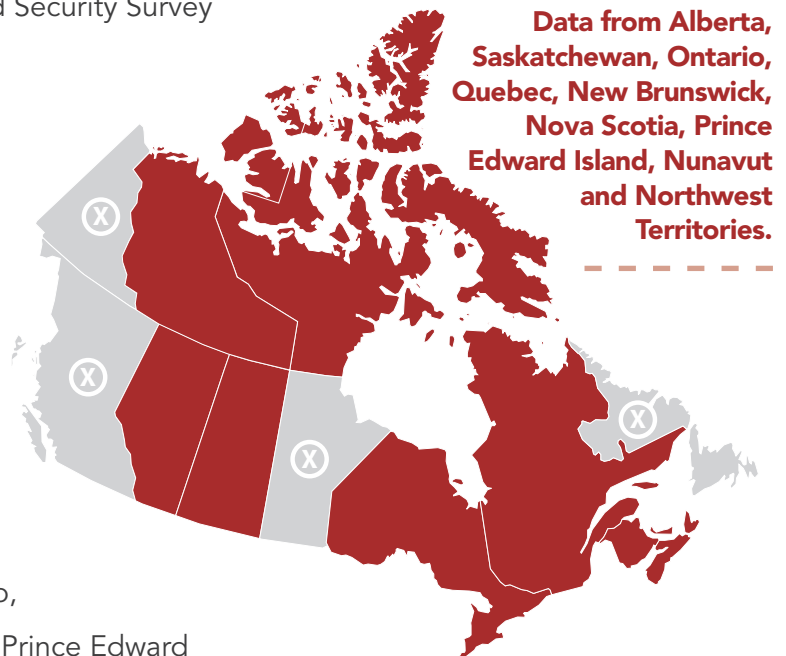 d Security Survey
Data from Alberta,
Saskatchewan, Ontario,
Quebec, New Brunswick,
Nova Scotia, Prince
Edward Island, Nunavut
and Northwest
Territories.
X
X
X
X
o,
Prince Edward